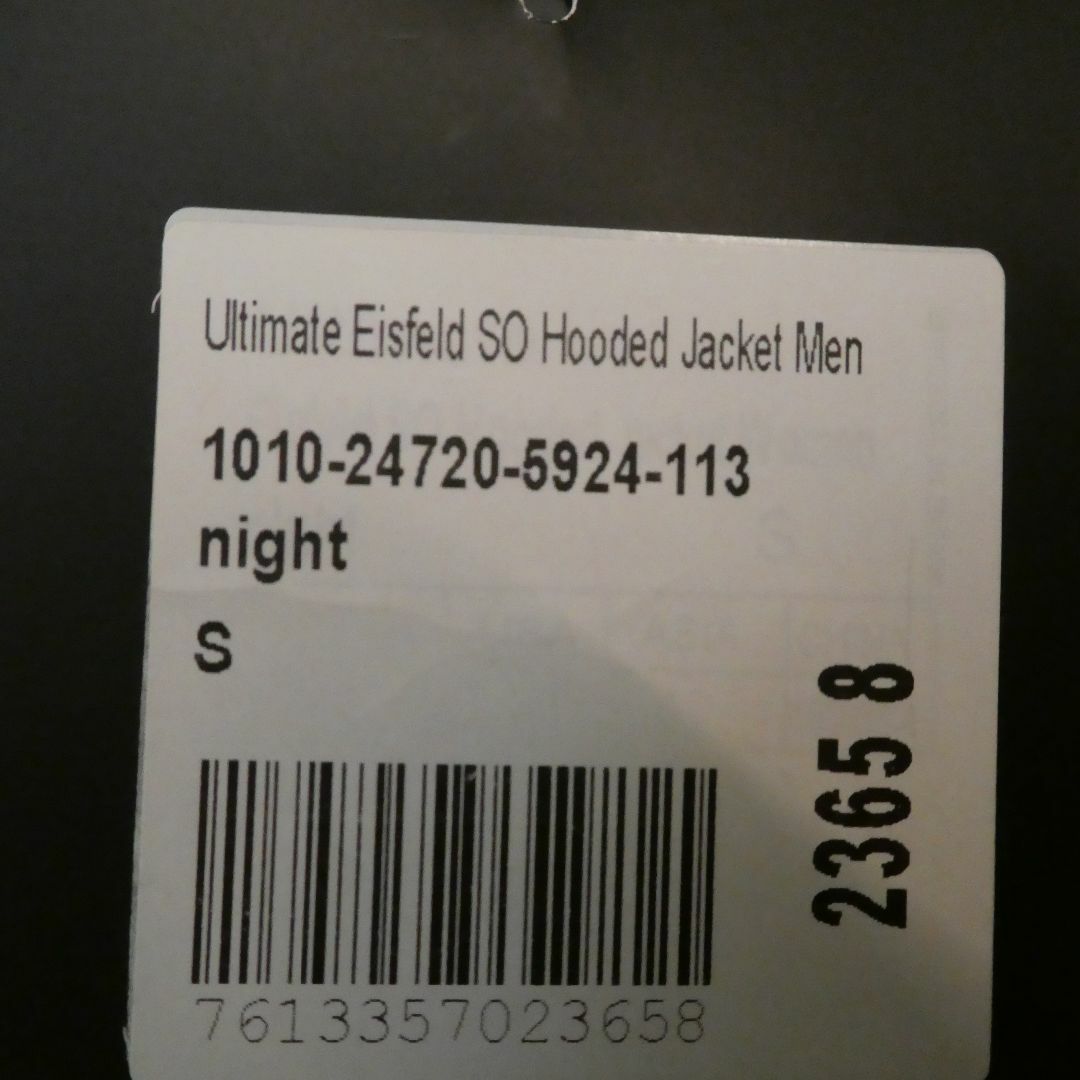 Ultimate Eisfeld SO Hooded Jacket Men
1010-24720-5924-113
night
S
2365 8
7613357023658